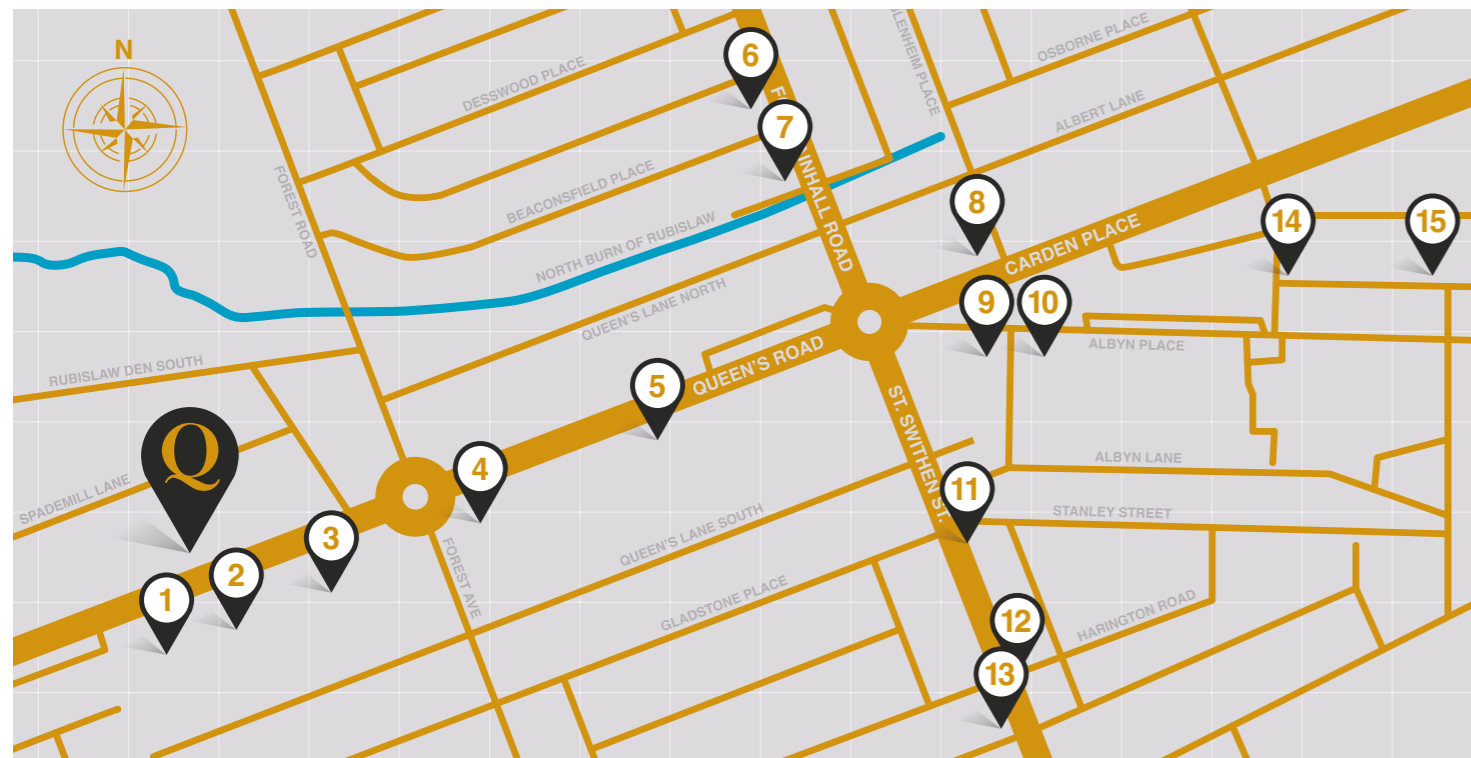 N
6
7
8
14
15
9
10
5
4
11
Q
3
2
1
12
13
DESSWOOD PLACE
OSBORNE PLACE
ALBERT LANE
FOREST ROAD
BEACONSFIELD PLACE
NORTH BURN OF RUBISLAW
CARDEN PLACE
QUEEN'S LANE NORTH
QUEEN'S ROAD
ALBYN PLACE
RUBISLAW DEN SOUTH
ST. SWITHEN ST.
SPADEMILL LANE
ALBYN LANE
STANLEY STREET
QUEEN'S LANE SOUTH
FOREST AVE
GLADSTONE PLACE
HARINGTON ROAD
ROAD
PLACE